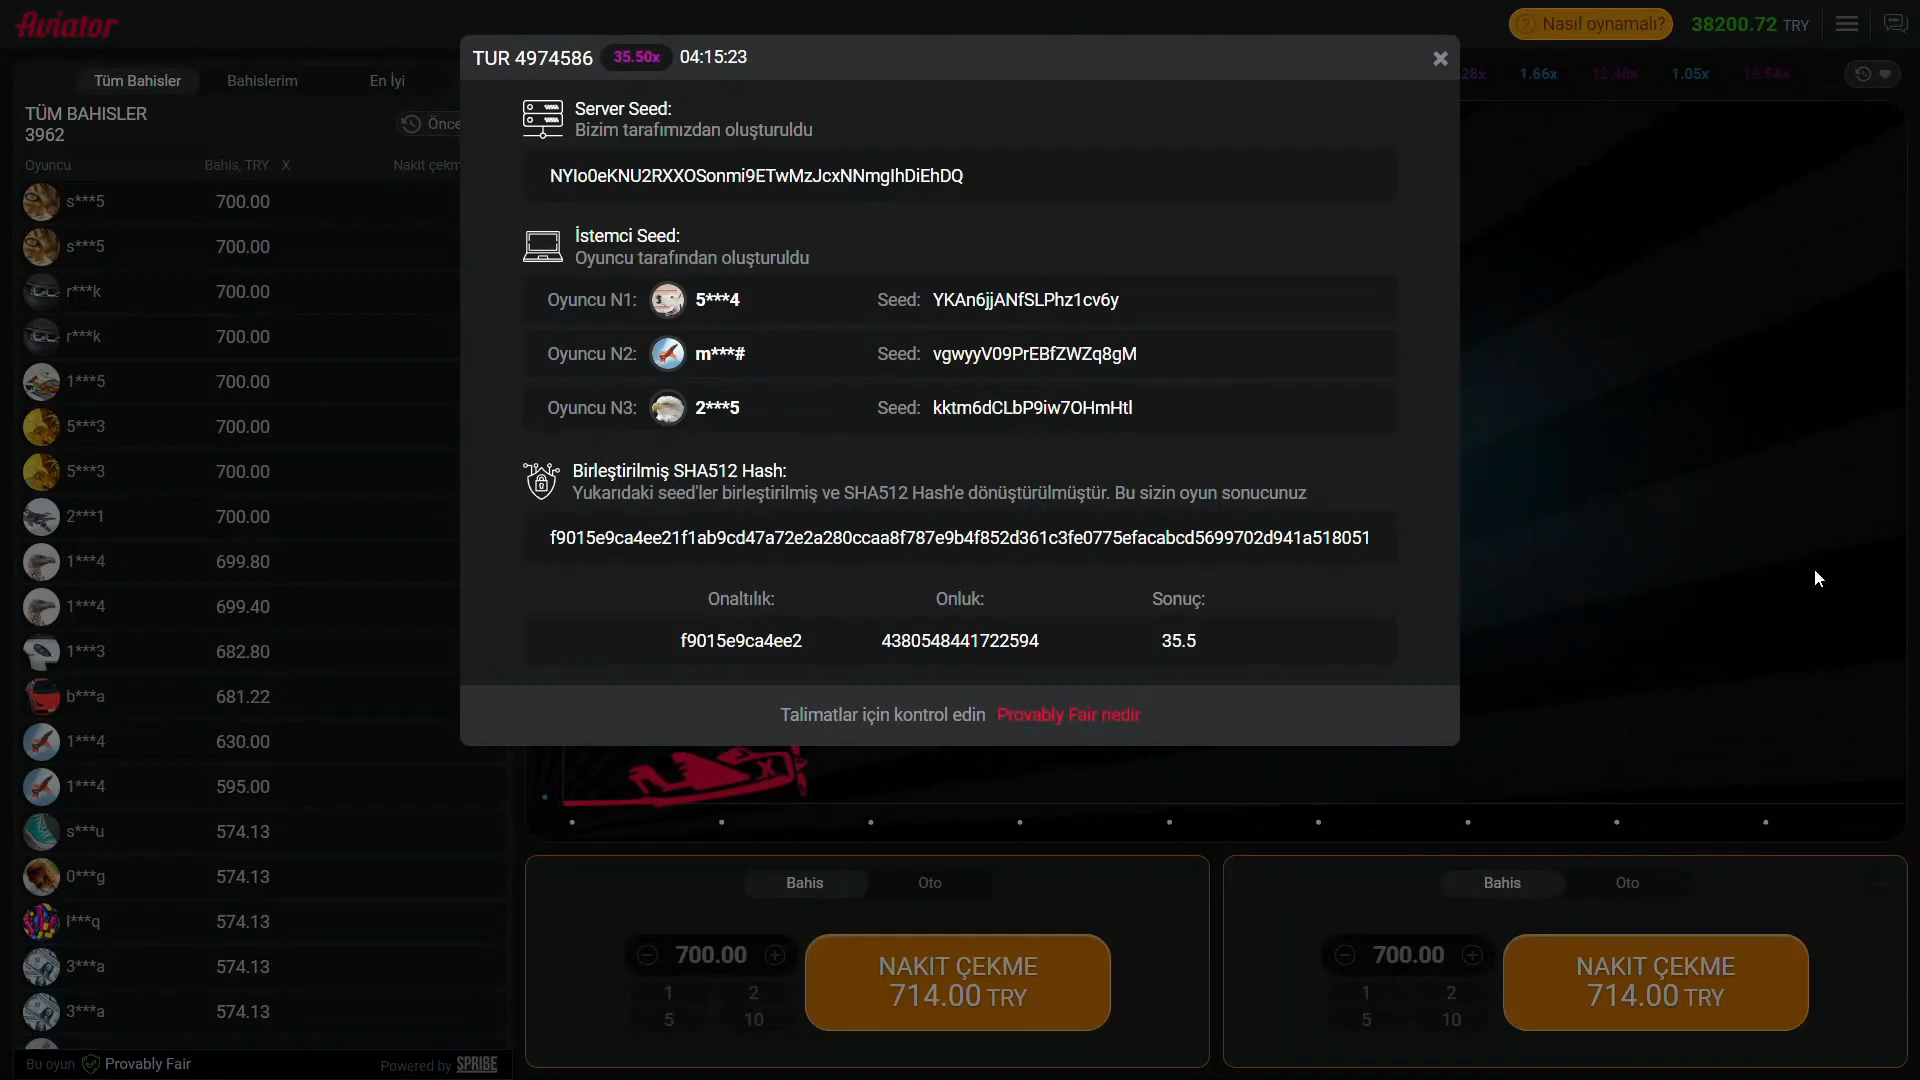 Aviator
Nasıl oynamalı?
38200.72 TRY
TUR 4974586 35.50x 04:15:23
28x 1.66x 12.46x 1.05x 10.54x
Tüm Bahisler Bahislerim En İyi
TÜM BAHISLER
3962
Önce
Oyuncu Bahis, TRY X Nakit çekm
s***5 700.00
s***5 700.00
r***k 700.00
r***k 700.00
1***5 700.00
5***3 700.00
5***3 700.00
2***1 700.00
1***4 699.80
1***4 699.40
1***3 682.80
b***a 681.22
1***4 630.00
1***4 595.00
s***u 574.13
0***g 574.13
l***q 574.13
3***a 574.13
3***a 574.13
Bu oyun Provably Fair
Powered by SPRIBE
Server Seed:
Bizim tarafımızdan oluşturuldu
NYIo0eKNU2RXXOSonmi9ETwMzJcxNNmgIhDiEhDQ
İstemci Seed:
Oyuncu tarafından oluşturuldu
Oyuncu N1: 5***4 Seed: YKAn6jjANfSLPhz1cv6y
Oyuncu N2: m***# Seed: vgwyyV09PrEBfZWZq8gM
Oyuncu N3: 2***5 Seed: kktm6dCLbP9iw7OHmHtl
Birleştirilmiş SHA512 Hash:
Yukarıdaki seed'ler birleştirilmiş ve SHA512 Hash'e dönüştürülmüştür. Bu sizin oyun sonucunuz
f9015e9ca4ee21f1ab9cd47a72e2a280ccaa8f787e9b4f852d361c3fe0775efacabcd5699702d941a518051
Onaltılık: Onluk: Sonuç:
f9015e9ca4ee2 4380548441722594 35.5
Talimatlar için kontrol edin Provably Fair nedir
X
Bahis Oto
700.00
1 2
5 10
NAKIT ÇEKME
714.00 TRY
Bahis Oto
700.00
1 2
5 10
NAKIT ÇEKME
714.00 TRY